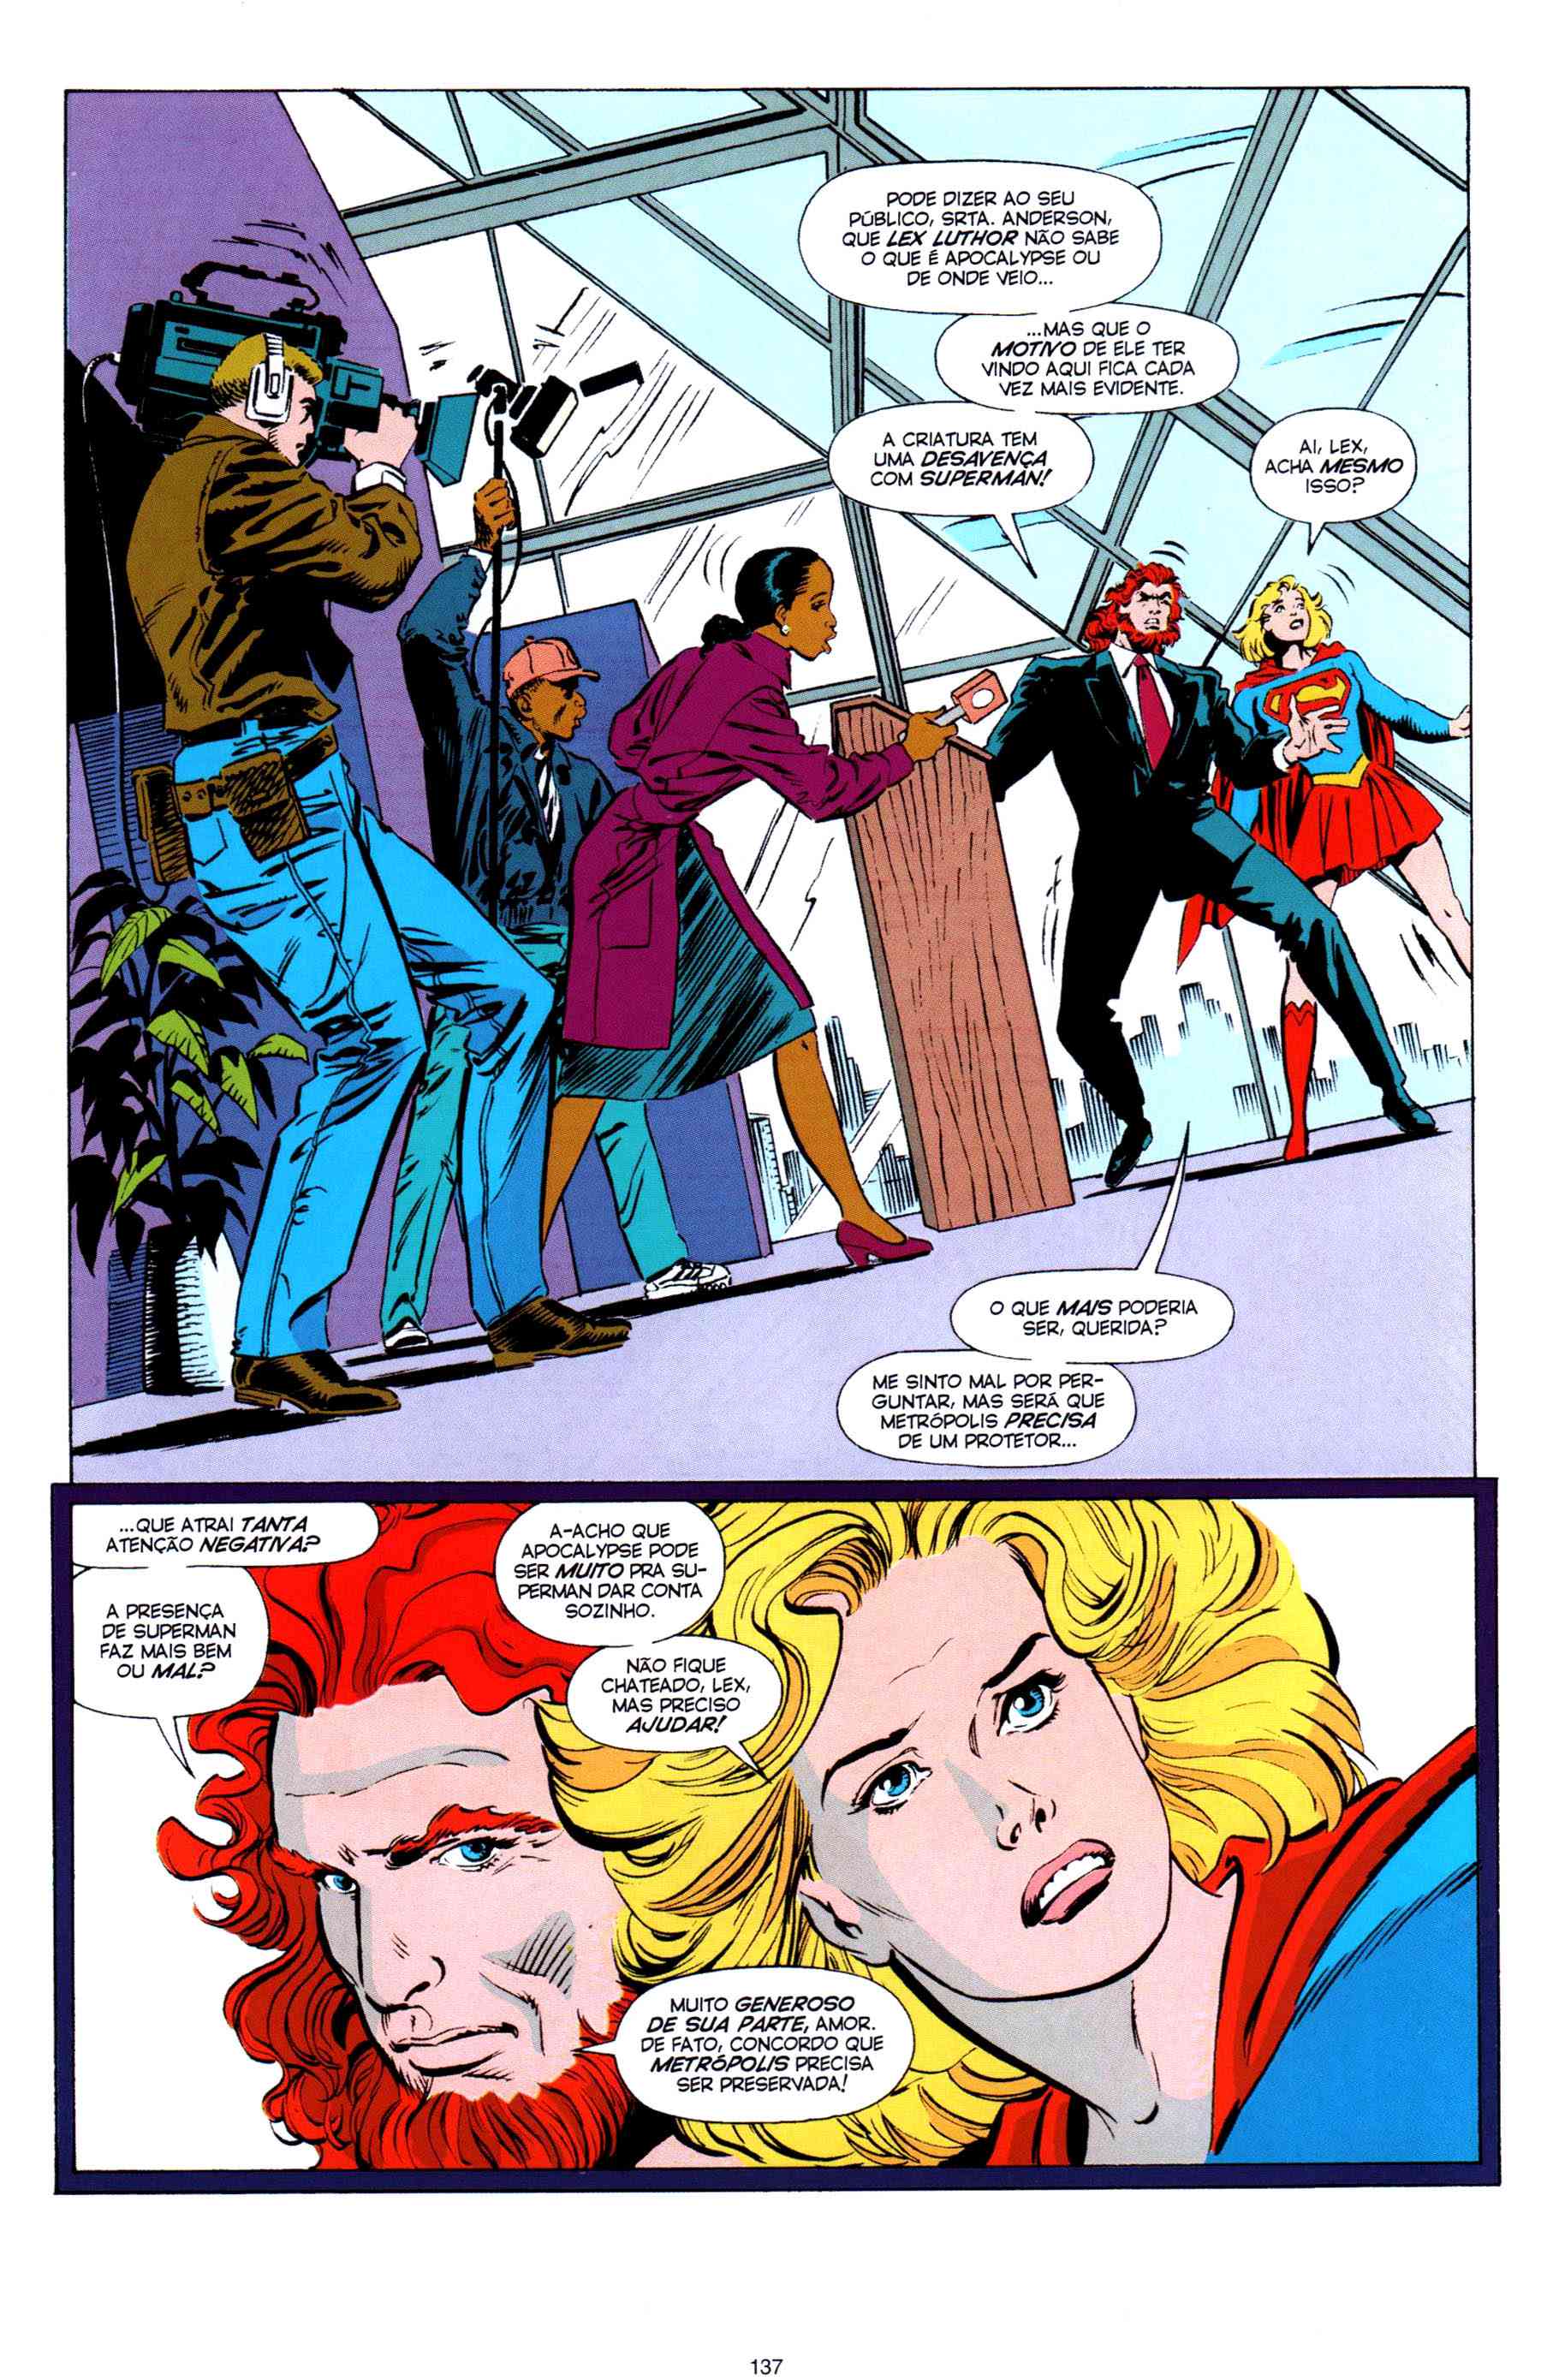 PODE DIZER AO SEU
PÚBLICO, SRTA. ANDERSON,
QUE LEX LUTHOR NÃO SABE
O QUE É APOCALYPSE OU
DE ONDE VEIO...
...MAS QUE O
MOTIVO DE ELE TER
VINDO AQUI FICA CADA
VEZ MAIS EVIDENTE.
A CRIATURA TEM
UMA DESAVENÇA
COM SUPERMAN!
AI, LEX,
ACHA MESMO
ISSO?
O QUE MAIS PODERIA
SER, QUERIDA?
ME SINTO MAL POR PER-
GUNTAR, MAS SERÁ QUE
METRÓPOLIS PRECISA
DE UM PROTETOR...
...QUE ATRAI TANTA
ATENÇÃO NEGATIVA?
A PRESENÇA
DE SUPERMAN
FAZ MAIS BEM
OU MAL?
A-ACHO QUE
APOCALYPSE PODE
SER MUITO PRA SU-
PERMAN DAR CONTA
SOZINHO.
NÃO FIQUE
CHATEADO, LEX,
MAS PRECISO
AJUDAR!
MUITO GENEROSO
DE SUA PARTE, AMOR.
DE FATO, CONCORDO QUE
METRÓPOLIS PRECISA
SER PRESERVADA!
137